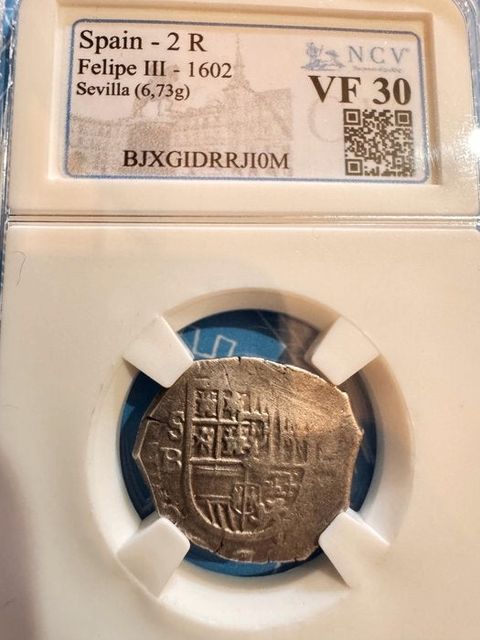 Spain - 2 R
Felipe III - 1602
Sevilla (6,73g)
NCV
VF 30
BJXGIDRRJI0M
S
B